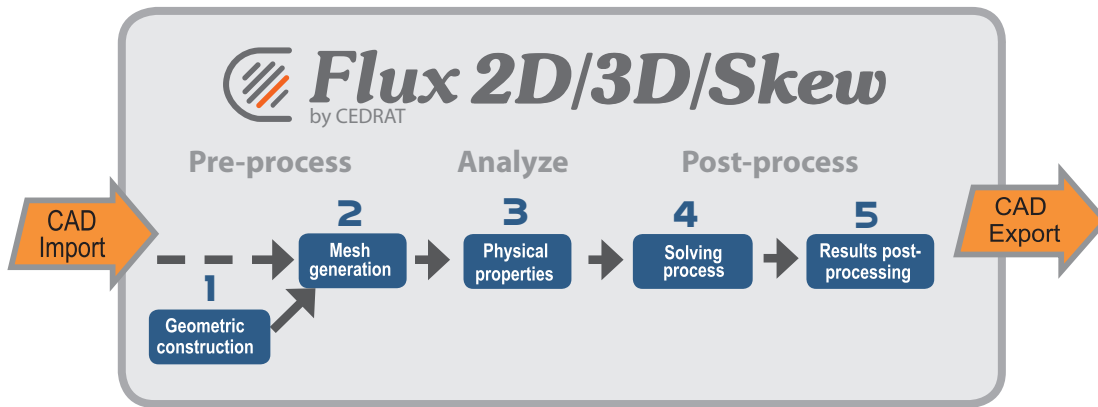 Flux 2D/3D/Skew
by CEDRAT
Pre-process
Analyze
Post-process
CAD
Import
1
Geometric
construction
2
Mesh
generation
3
Physical
properties
4
Solving
process
5
Results post-
processing
CAD
Export